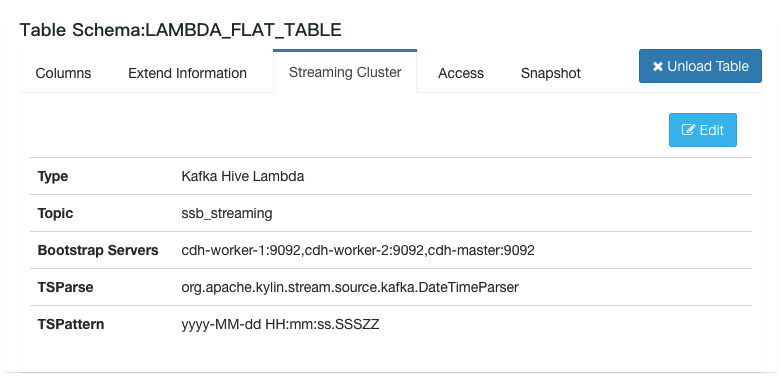 Table Schema:LAMBDA_FLAT_TABLE
Columns Extend Information Streaming Cluster Access Snapshot Unload Table
Edit
Type Kafka Hive Lambda
Topic ssb_streaming
Bootstrap Servers cdh-worker-1:9092,cdh-worker-2:9092,cdh-master:9092
TSParse org.apache.kylin.stream.source.kafka.DateTimeParser
TSPattern yyyy-MM-dd HH:mm:ss.SSSZZ